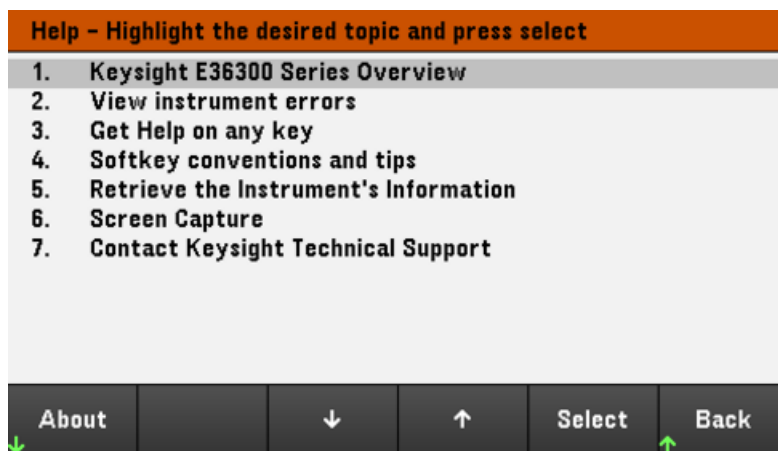 Help – Highlight the desired topic and press select
1. Keysight E36300 Series Overview
2. View instrument errors
3. Get Help on any key
4. Softkey conventions and tips
5. Retrieve the Instrument's Information
6. Screen Capture
7. Contact Keysight Technical Support
About ↓ ↑ Select Back